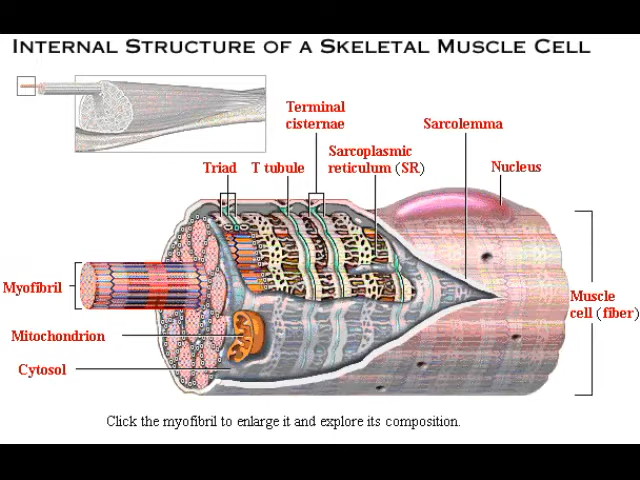 INTERNAL STRUCTURE OF A SKELETAL MUSCLE CELL
Terminal
cisternae
Sarcolemma
Sarcoplasmic
reticulum (SR)
Triad
T tubule
Nucleus
Myofibril
Muscle
cell (fiber)
Mitochondrion
Cytosol
Click the myofibril to enlarge it and explore its composition.